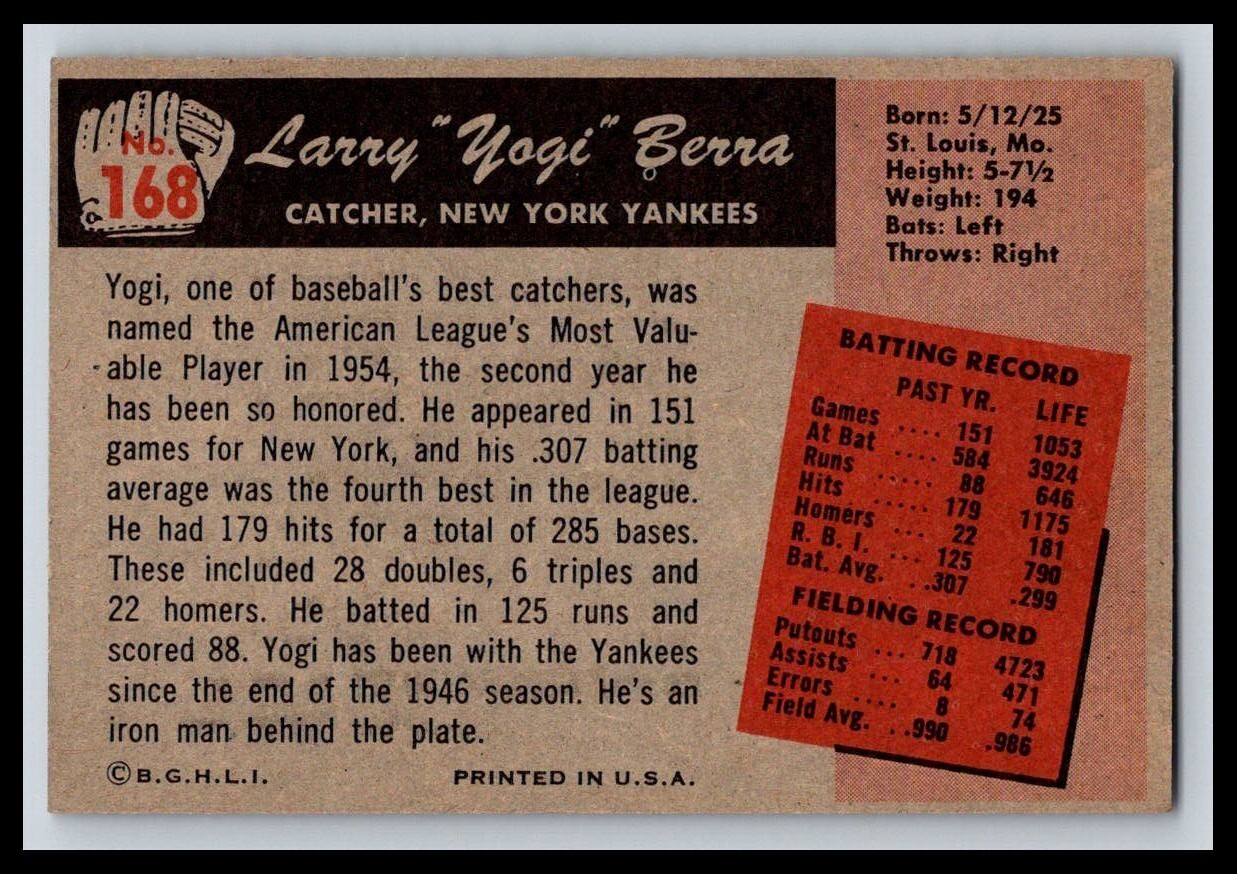 No.
168
Larry "Yogi" Berra
CATCHER, NEW YORK YANKEES
Born: 5/12/25
St. Louis, Mo.
Height: 5-7½
Weight: 194
Bats: Left
Throws: Right
Yogi, one of baseball's best catchers, was
named the American League's Most Valu-
able Player in 1954, the second year he
has been so honored. He appeared in 151
games for New York, and his .307 batting
average was the fourth best in the league.
He had 179 hits for a total of 285 bases.
These included 28 doubles, 6 triples and
22 homers. He batted in 125 runs and
scored 88. Yogi has been with the Yankees
since the end of the 1946 season. He's an
iron man behind the plate.
©B.G.H.L.I. PRINTED IN U.S.A.
BATTING RECORD
PAST YR. LIFE
Games .... 151 1053
At Bat .... 584 3924
Runs ..... 88 646
Hits ..... 179 1175
Homers ... 22 181
R. B. I. ... 125 790
Bat. Avg. ..307 .299
FIELDING RECORD
Putouts ... 718 4723
Assists ... 64 471
Errors .... 8 74
Field Avg. ..990 .986